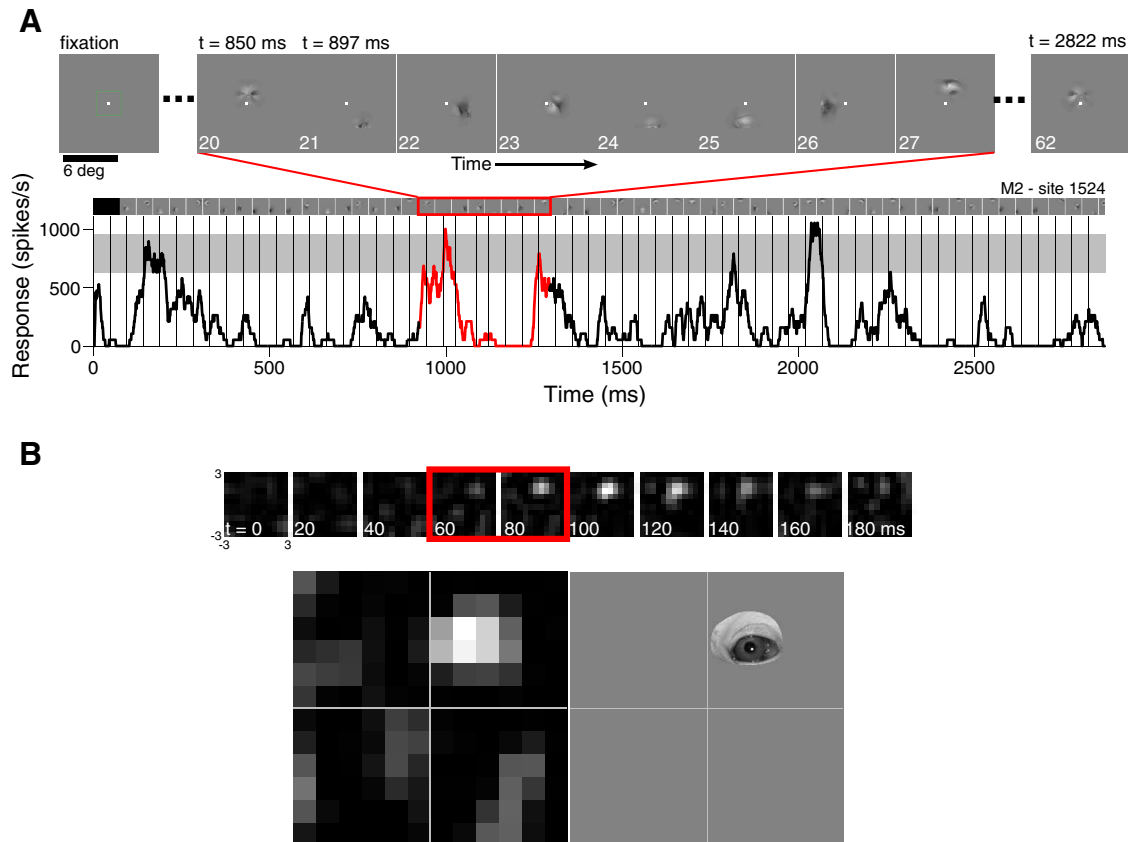 A
fixation
t = 850 ms
t = 897 ms
t = 2822 ms
20
21
22
23
24
25
26
27
62
6 deg
Time
M2 - site 1524
Response (spikes/s)
1000
500
0
0
500
1000
1500
2000
2500
Time (ms)
B
3
-3
-3
3
t = 0
20
40
60
80
100
120
140
160
180 ms